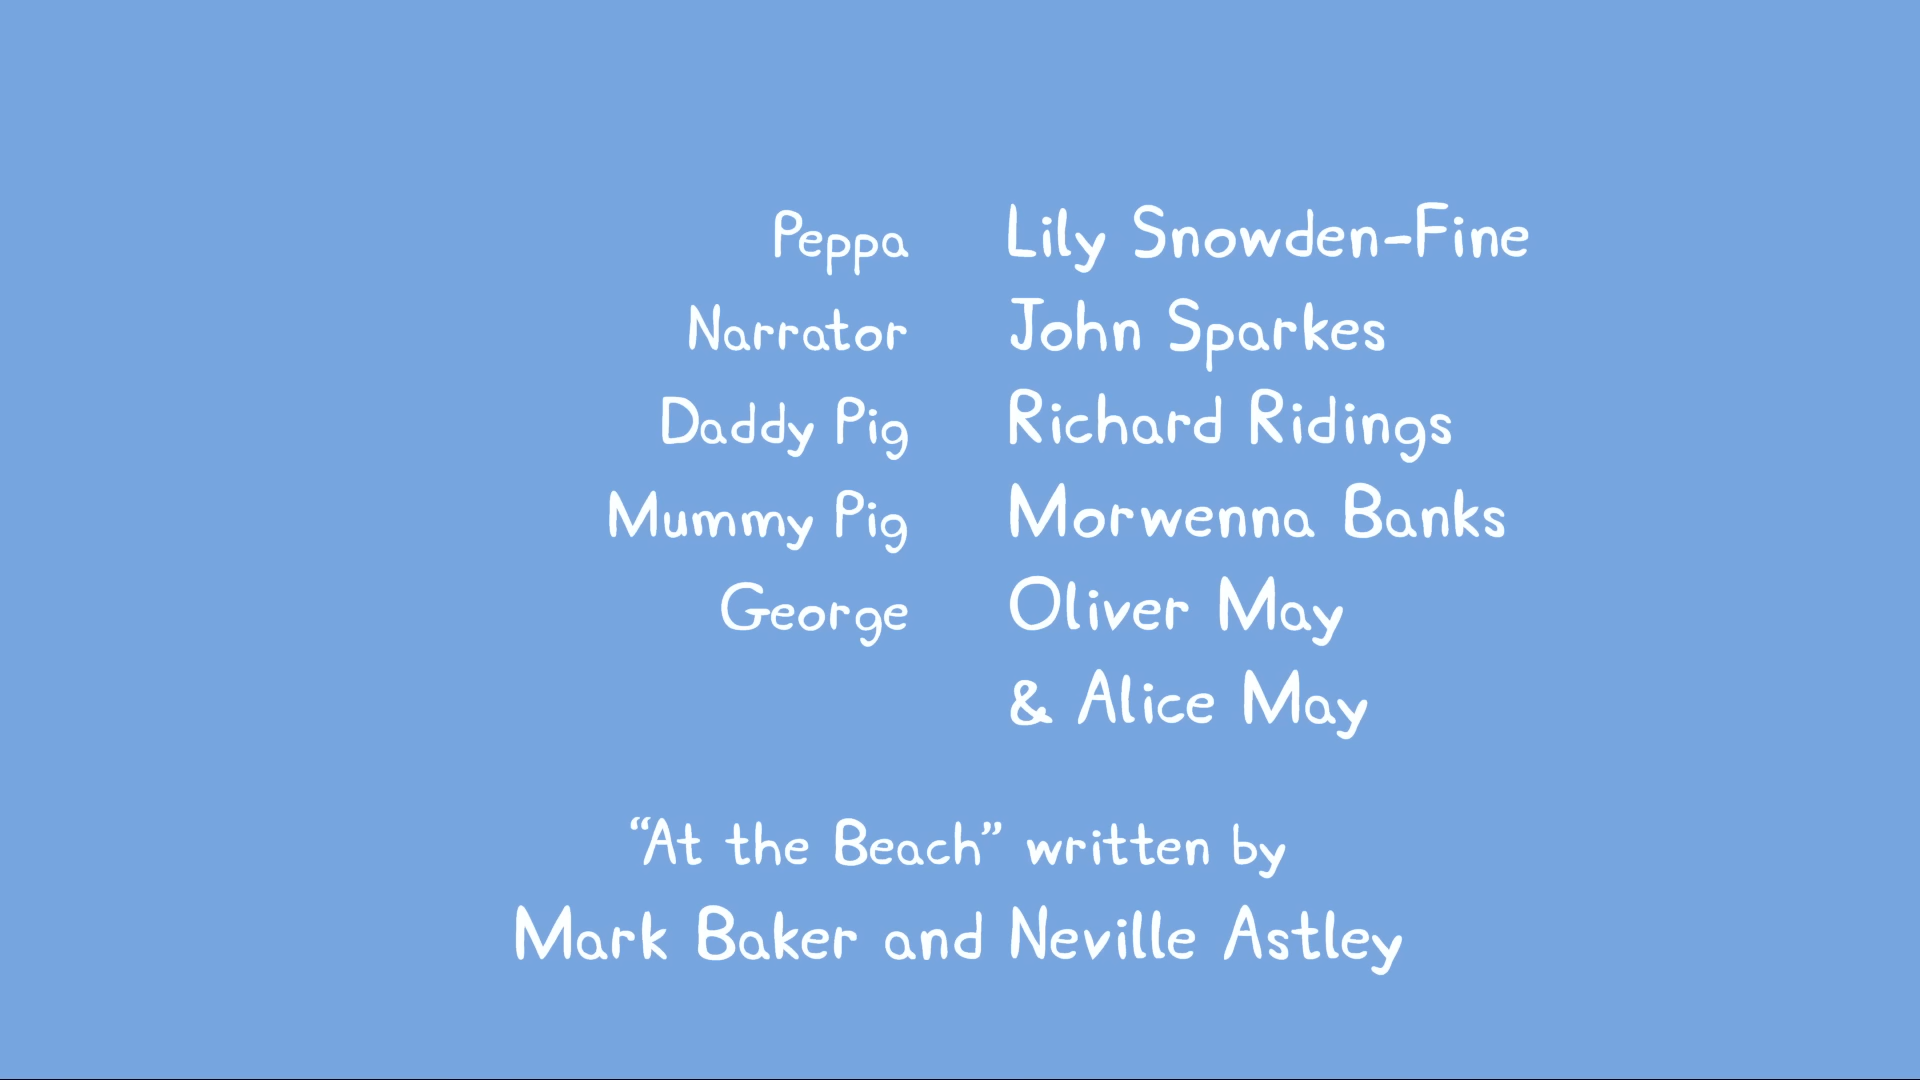 Peppa Lily Snowden-Fine
Narrator John Sparkes
Daddy Pig Richard Ridings
Mummy Pig Morwenna Banks
George Oliver May
& Alice May
“At the Beach” written by
Mark Baker and Neville Astley